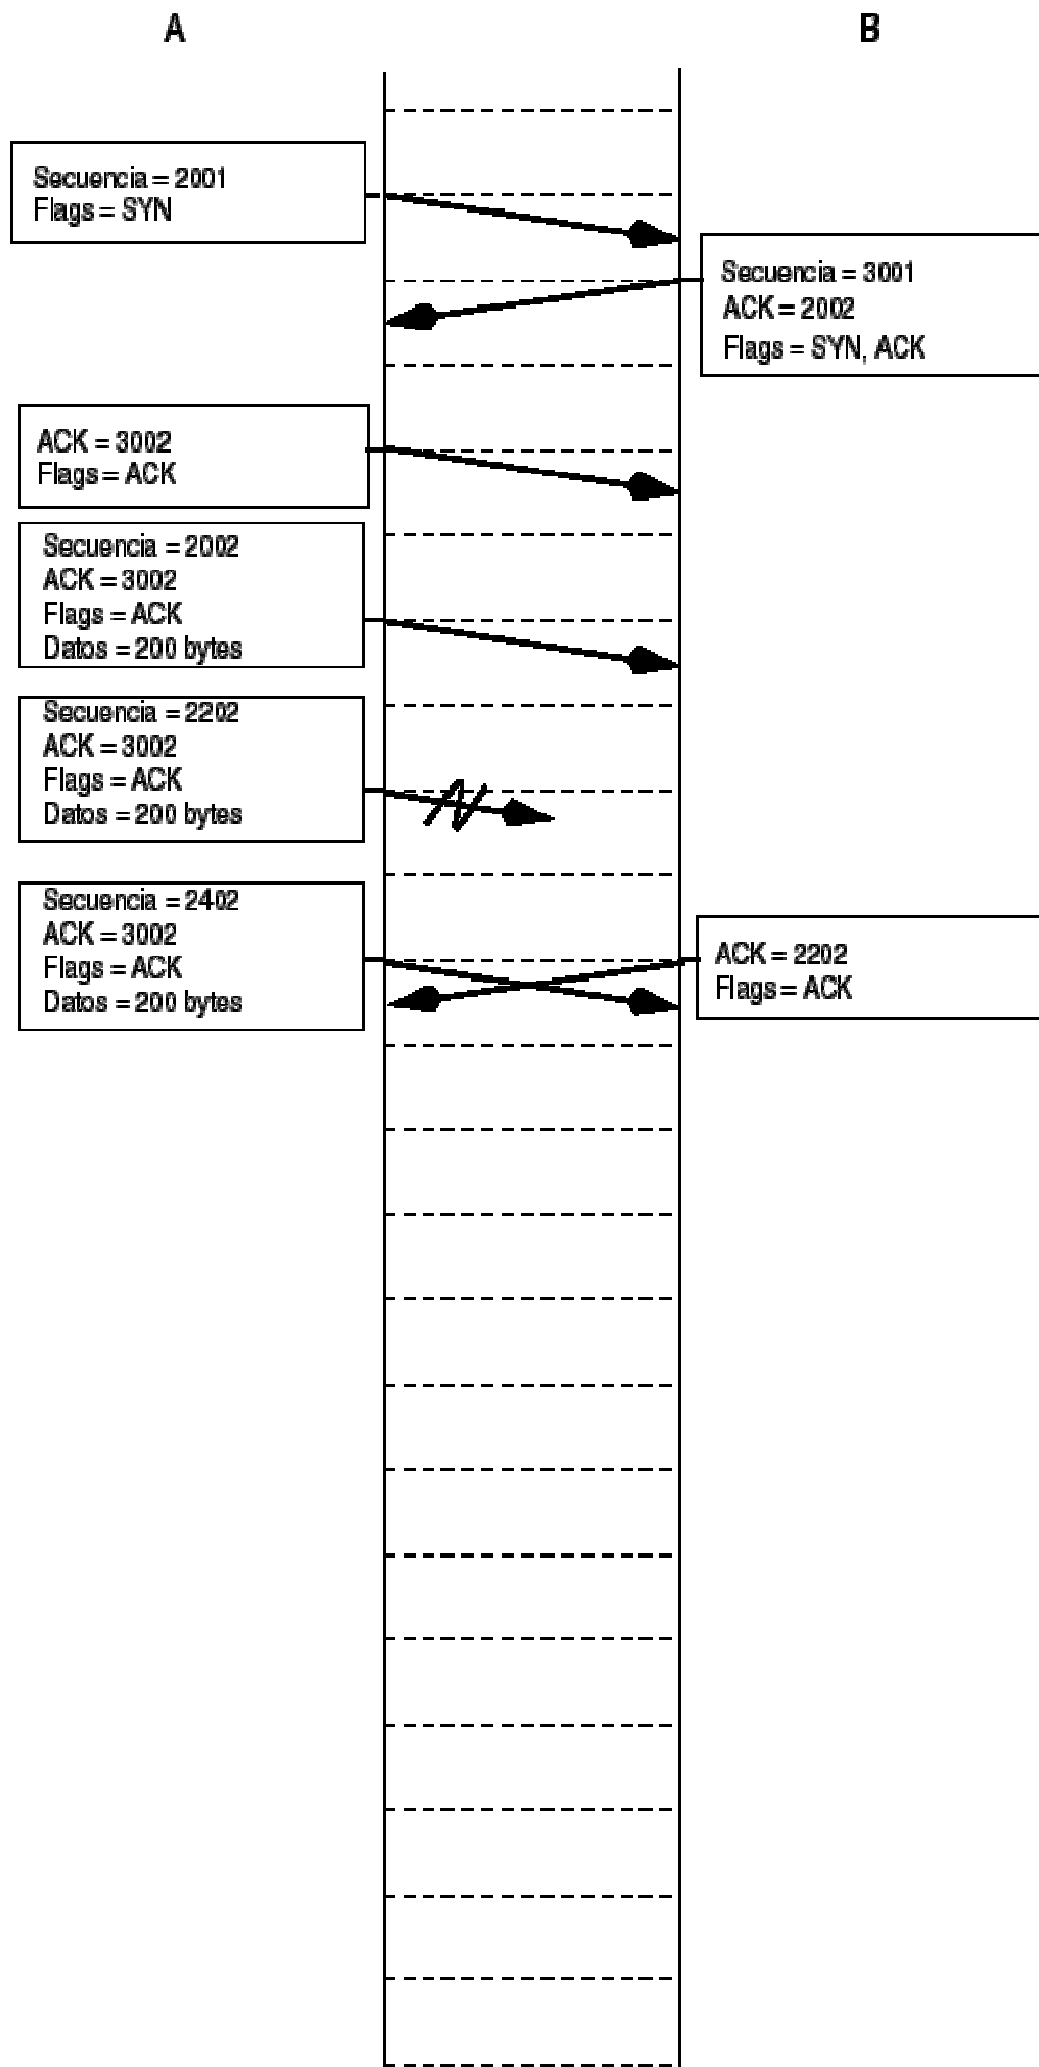 A
B
Secuencia = 2001
Flags = SYN
Secuencia = 3001
ACK = 2002
Flags = SYN, ACK
ACK = 3002
Flags = ACK
Secuencia = 2002
ACK = 3002
Flags = ACK
Datos = 200 bytes
Secuencia = 2202
ACK = 3002
Flags = ACK
Datos = 200 bytes
Secuencia = 2402
ACK = 3002
Flags = ACK
Datos = 200 bytes
ACK = 2202
Flags = ACK